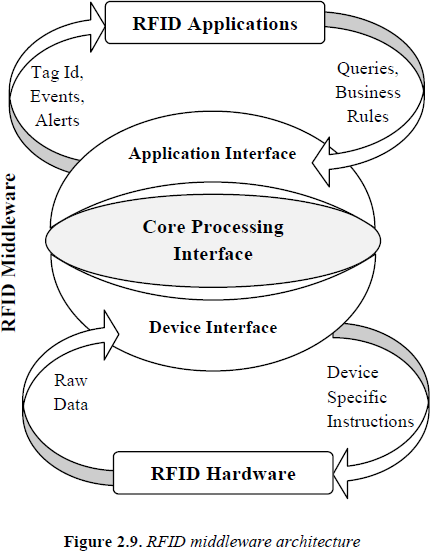 RFID Applications
Tag Id,
Events,
Alerts
Queries,
Business
Rules
Application Interface
RFID Middleware
Core Processing
Interface
Device Interface
Raw
Data
Device
Specific
Instructions
RFID Hardware
Figure 2.9. RFID middleware architecture